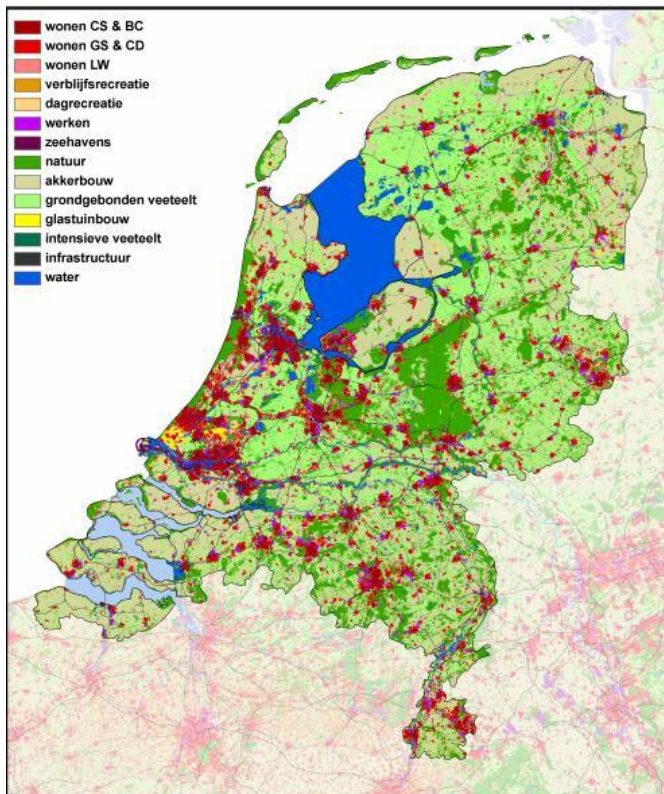 wonen CS & BC
wonen GS & CD
wonen LW
verblijfsrecreatie
dagrecreatie
werken
zeehavens
natuur
akkerbouw
grondgebonden veeteelt
glastuinbouw
intensieve veeteelt
infrastructuur
water